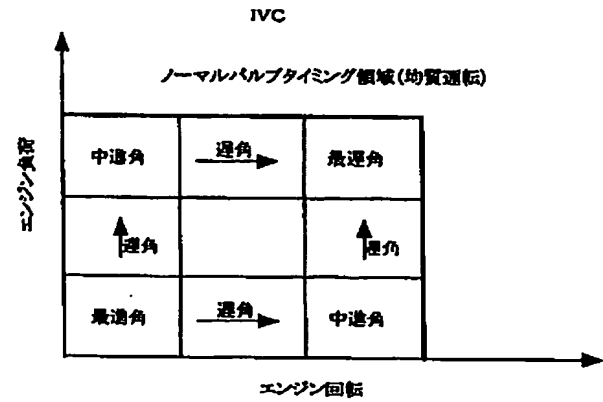 IVC
ノーマルバルブタイミング領域(均質運転)
エンジン負荷
中進角
遅角
最遅角
遅角
遅角
最進角
遅角
中進角
エンジン回転